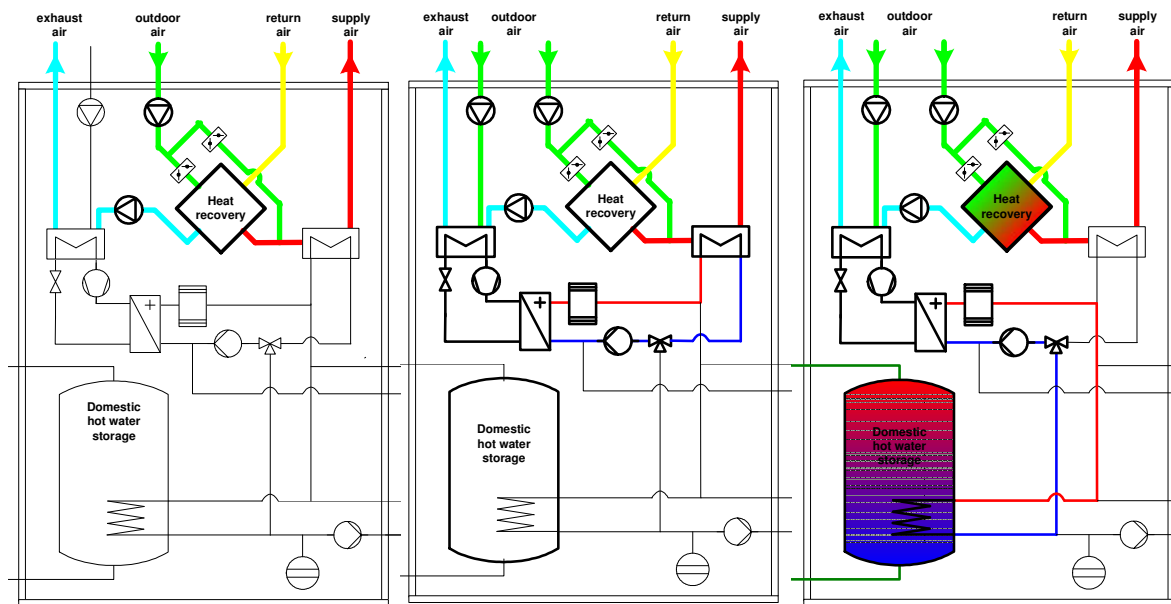 exhaust
air
outdoor
air
return
air
supply
air
Heat
recovery
+
Domestic
hot water
storage
exhaust
air
outdoor
air
return
air
supply
air
Heat
recovery
+
Domestic
hot water
storage
exhaust
air
outdoor
air
return
air
supply
air
Heat
recovery
+
Domestic
hot water
storage